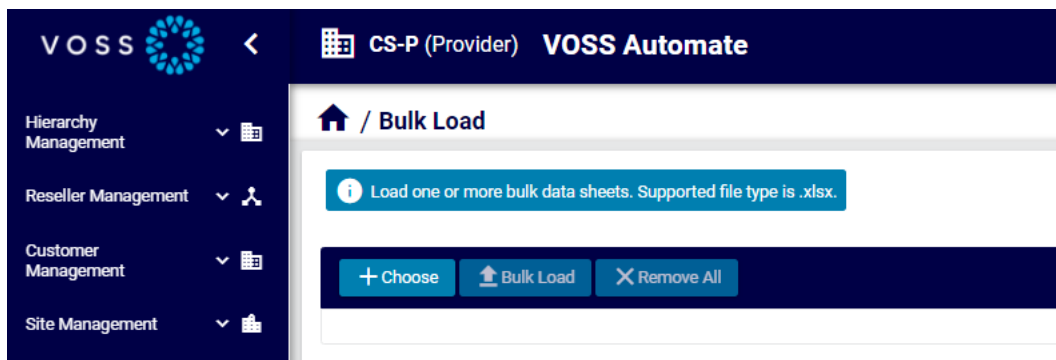 VOSS
CS-P (Provider) VOSS Automate
Hierarchy
Management
Reseller Management
Customer
Management
Site Management
/ Bulk Load
Load one or more bulk data sheets. Supported file type is .xlsx.
Choose Bulk Load Remove All